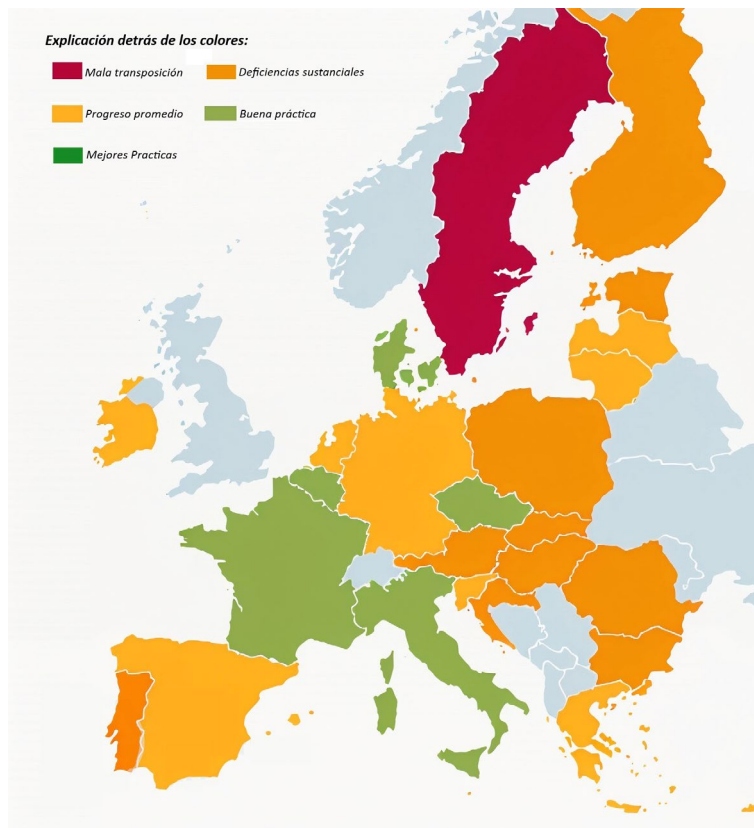 Explicación detrás de los colores:
Mala transposición Deficiencias sustanciales
Progreso promedio Buena práctica
Mejores Practicas